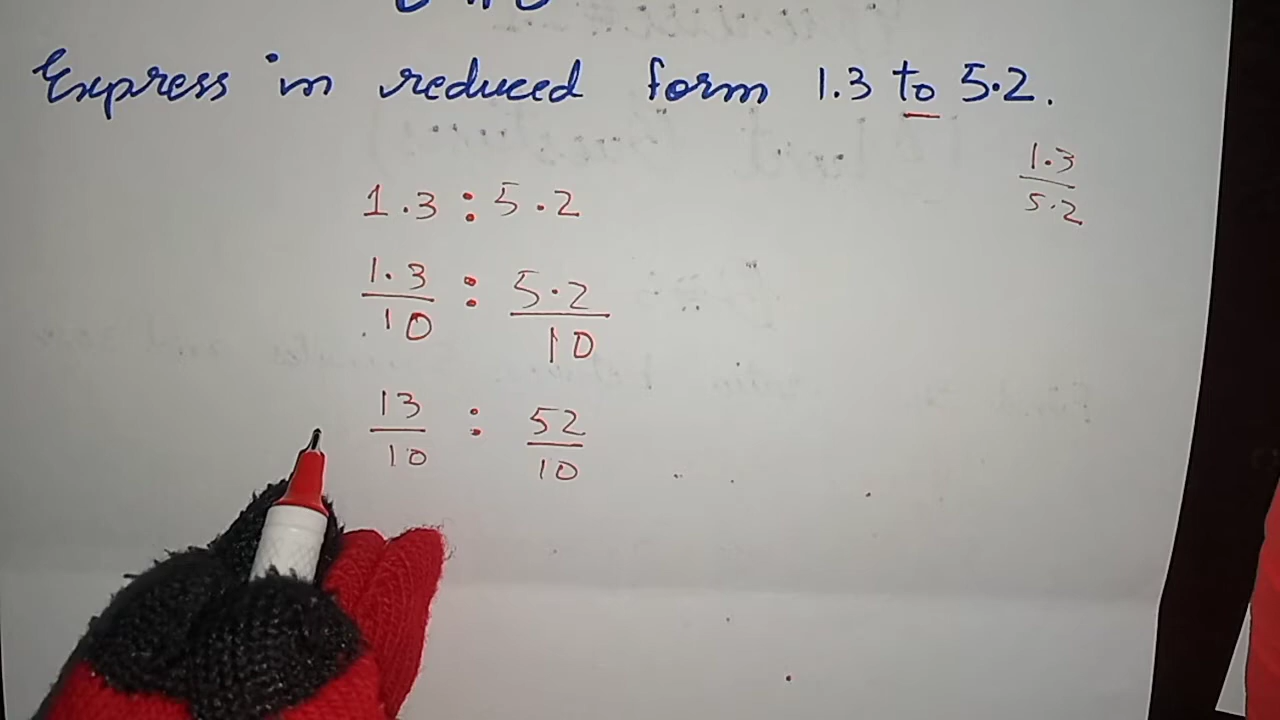 Express in reduced form 1.3 to 5.2.
1.3
5.2
1.3 : 5.2
1.3 : 5.2
10 10
13 : 52
10 10